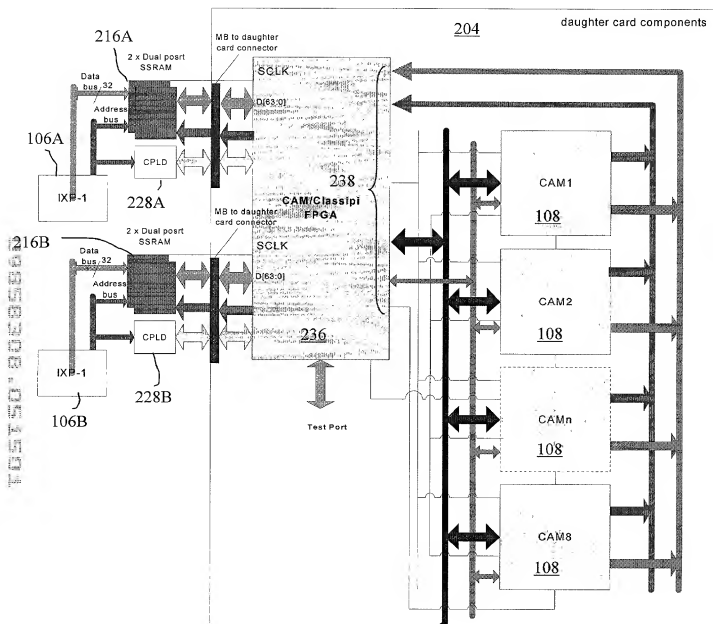 daughter card components
204
216A
2 x Dual posrt
SSRAM
MB to daughter
card connector
Data
bus
32
Address
bus
106A
IXP-1
CPLD
228A
SCLK
D[63:0]
238
CAM/Classipi
FPGA
216B
2 x Dual posrt
SSRAM
MB to daughter
card connector
Data
bus
32
Address
bus
SCLK
D[63:0]
CPLD
IXP-1
228B
106B
236
Test Port
CAM1
108
CAM2
108
CAMn
108
CAM8
108